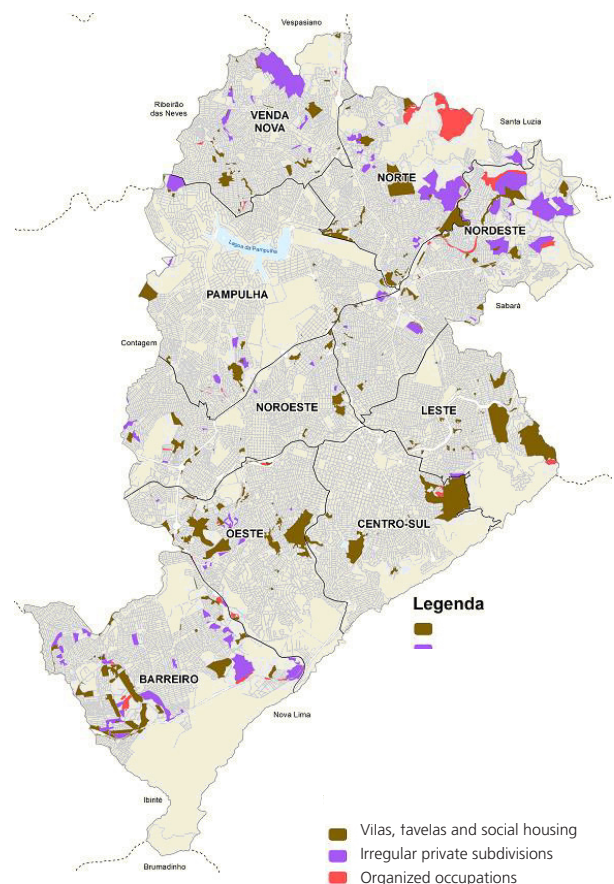 Vespasiano
Ribeirão
das Neves
VENDA
NOVA
Santa Luzia
NORTE
NORDESTE
Lagoa da Pampulha
PAMPULHA
Sabará
Contagem
NOROESTE
LESTE
OESTE
CENTRO-SUL
Legenda
BARREIRO
Nova Lima
Ibirité
Brumadinho
Vilas, tavelas and social housing
Irregular private subdivisions
Organized occupations